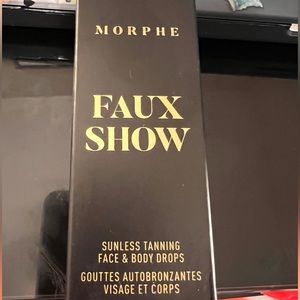 MORPHE
FAUX
SHOW
SUNLESS TANNING
FACE & BODY DROPS
GOUTTES AUTOBRONZANTES
VISAGE ET CORPS